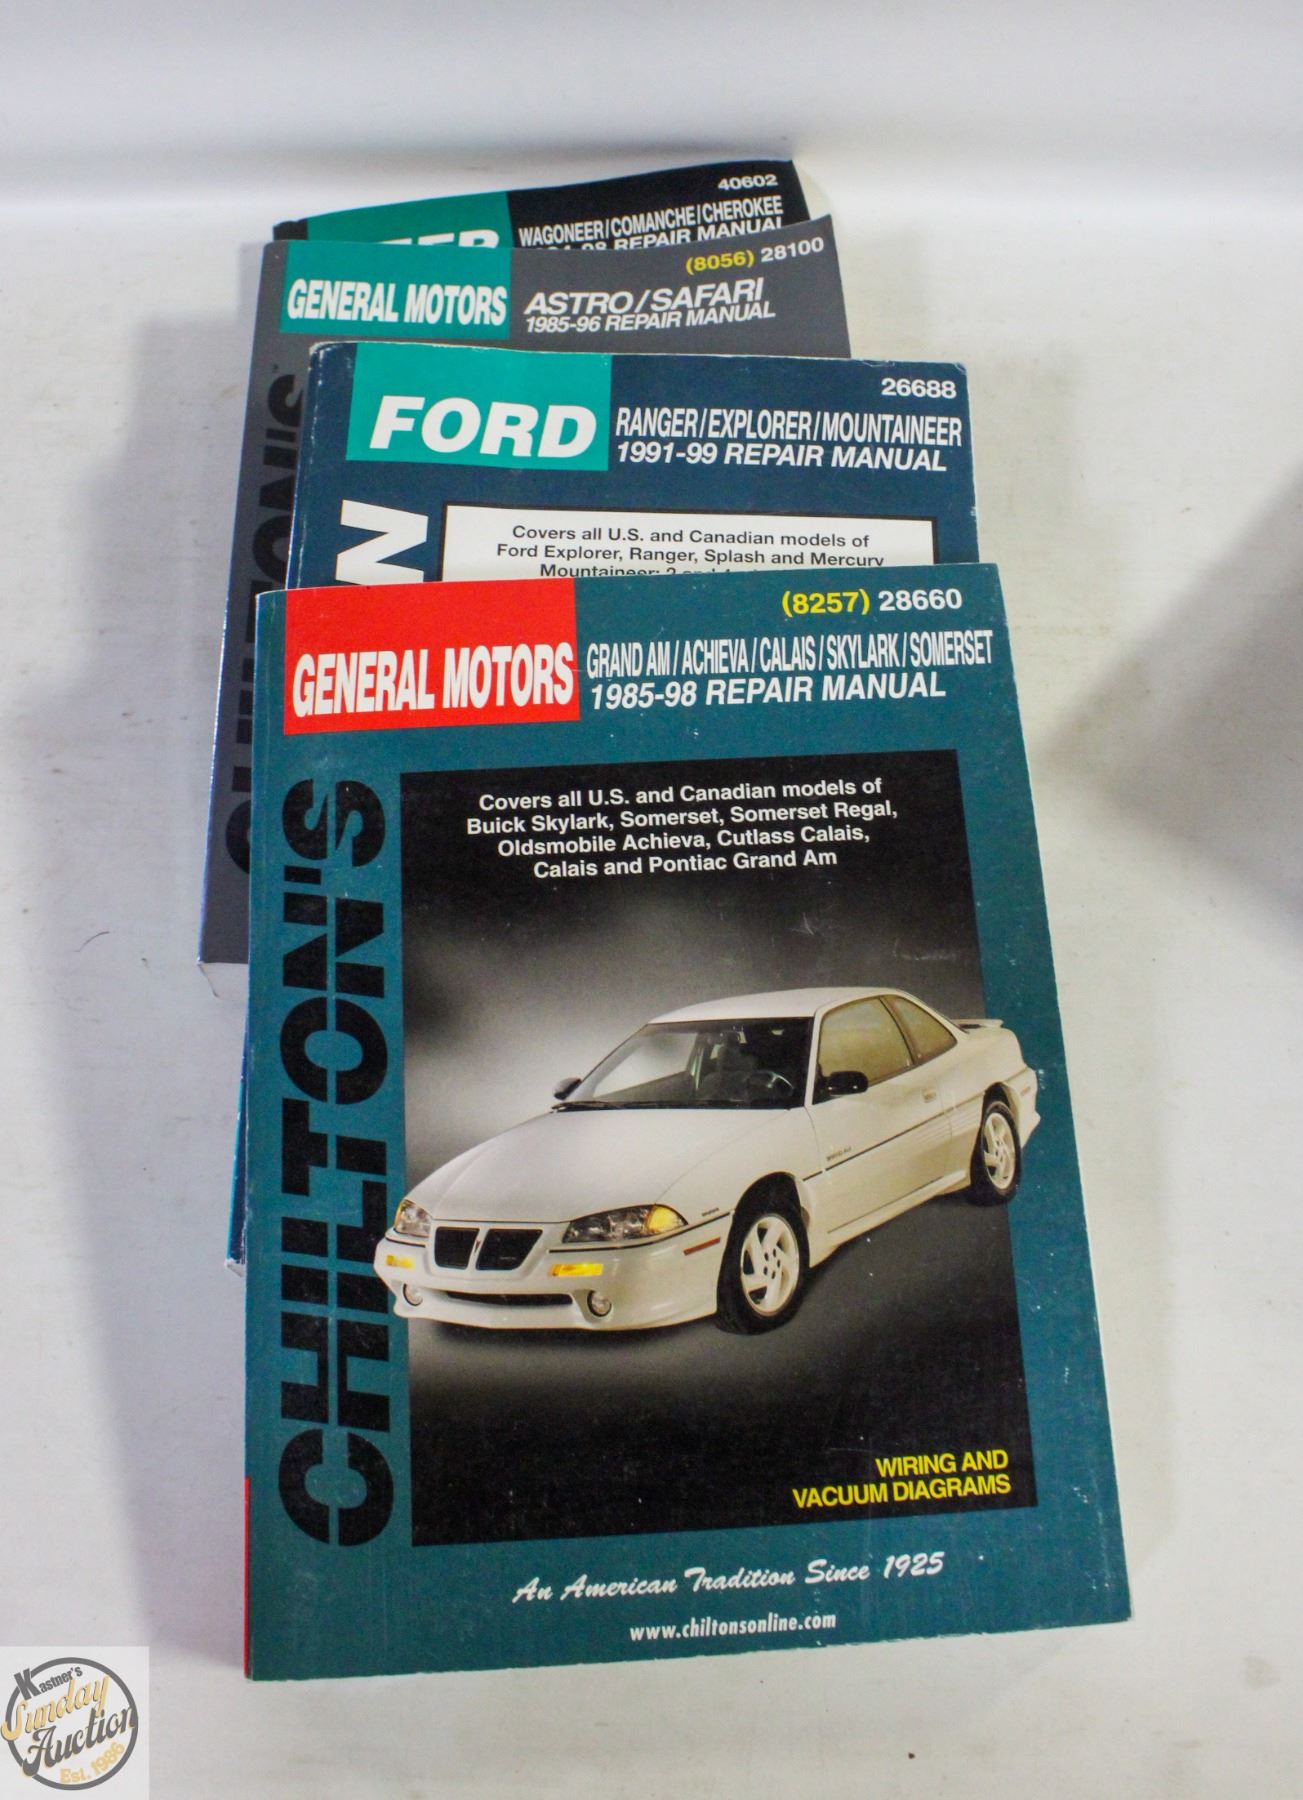 40602
WAGONEER/COMANCHE/CHEROKEE
98 REPAIR MANUAL
(8056) 28100
GENERAL MOTORS
ASTRO/SAFARI
1985-96 REPAIR MANUAL
26688
FORD
RANGER/EXPLORER/MOUNTAINEER
1991-99 REPAIR MANUAL
Covers all U.S. and Canadian models of
Ford Explorer, Ranger, Splash and Mercury
Mountaineer; 2 and
(8257) 28660
GENERAL MOTORS
GRAND AM/ACHIEVA/CALAIS/SKYLARK/SOMERSET
1985-98 REPAIR MANUAL
CHILTON'S
Covers all U.S. and Canadian models of
Buick Skylark, Somerset, Somerset Regal,
Oldsmobile Achieva, Cutlass Calais,
Calais and Pontiac Grand Am
WIRING AND
VACUUM DIAGRAMS
An American Tradition Since 1925
www.chiltonsonline.com
Kastner's
Sunday
Auction
Est. 1986